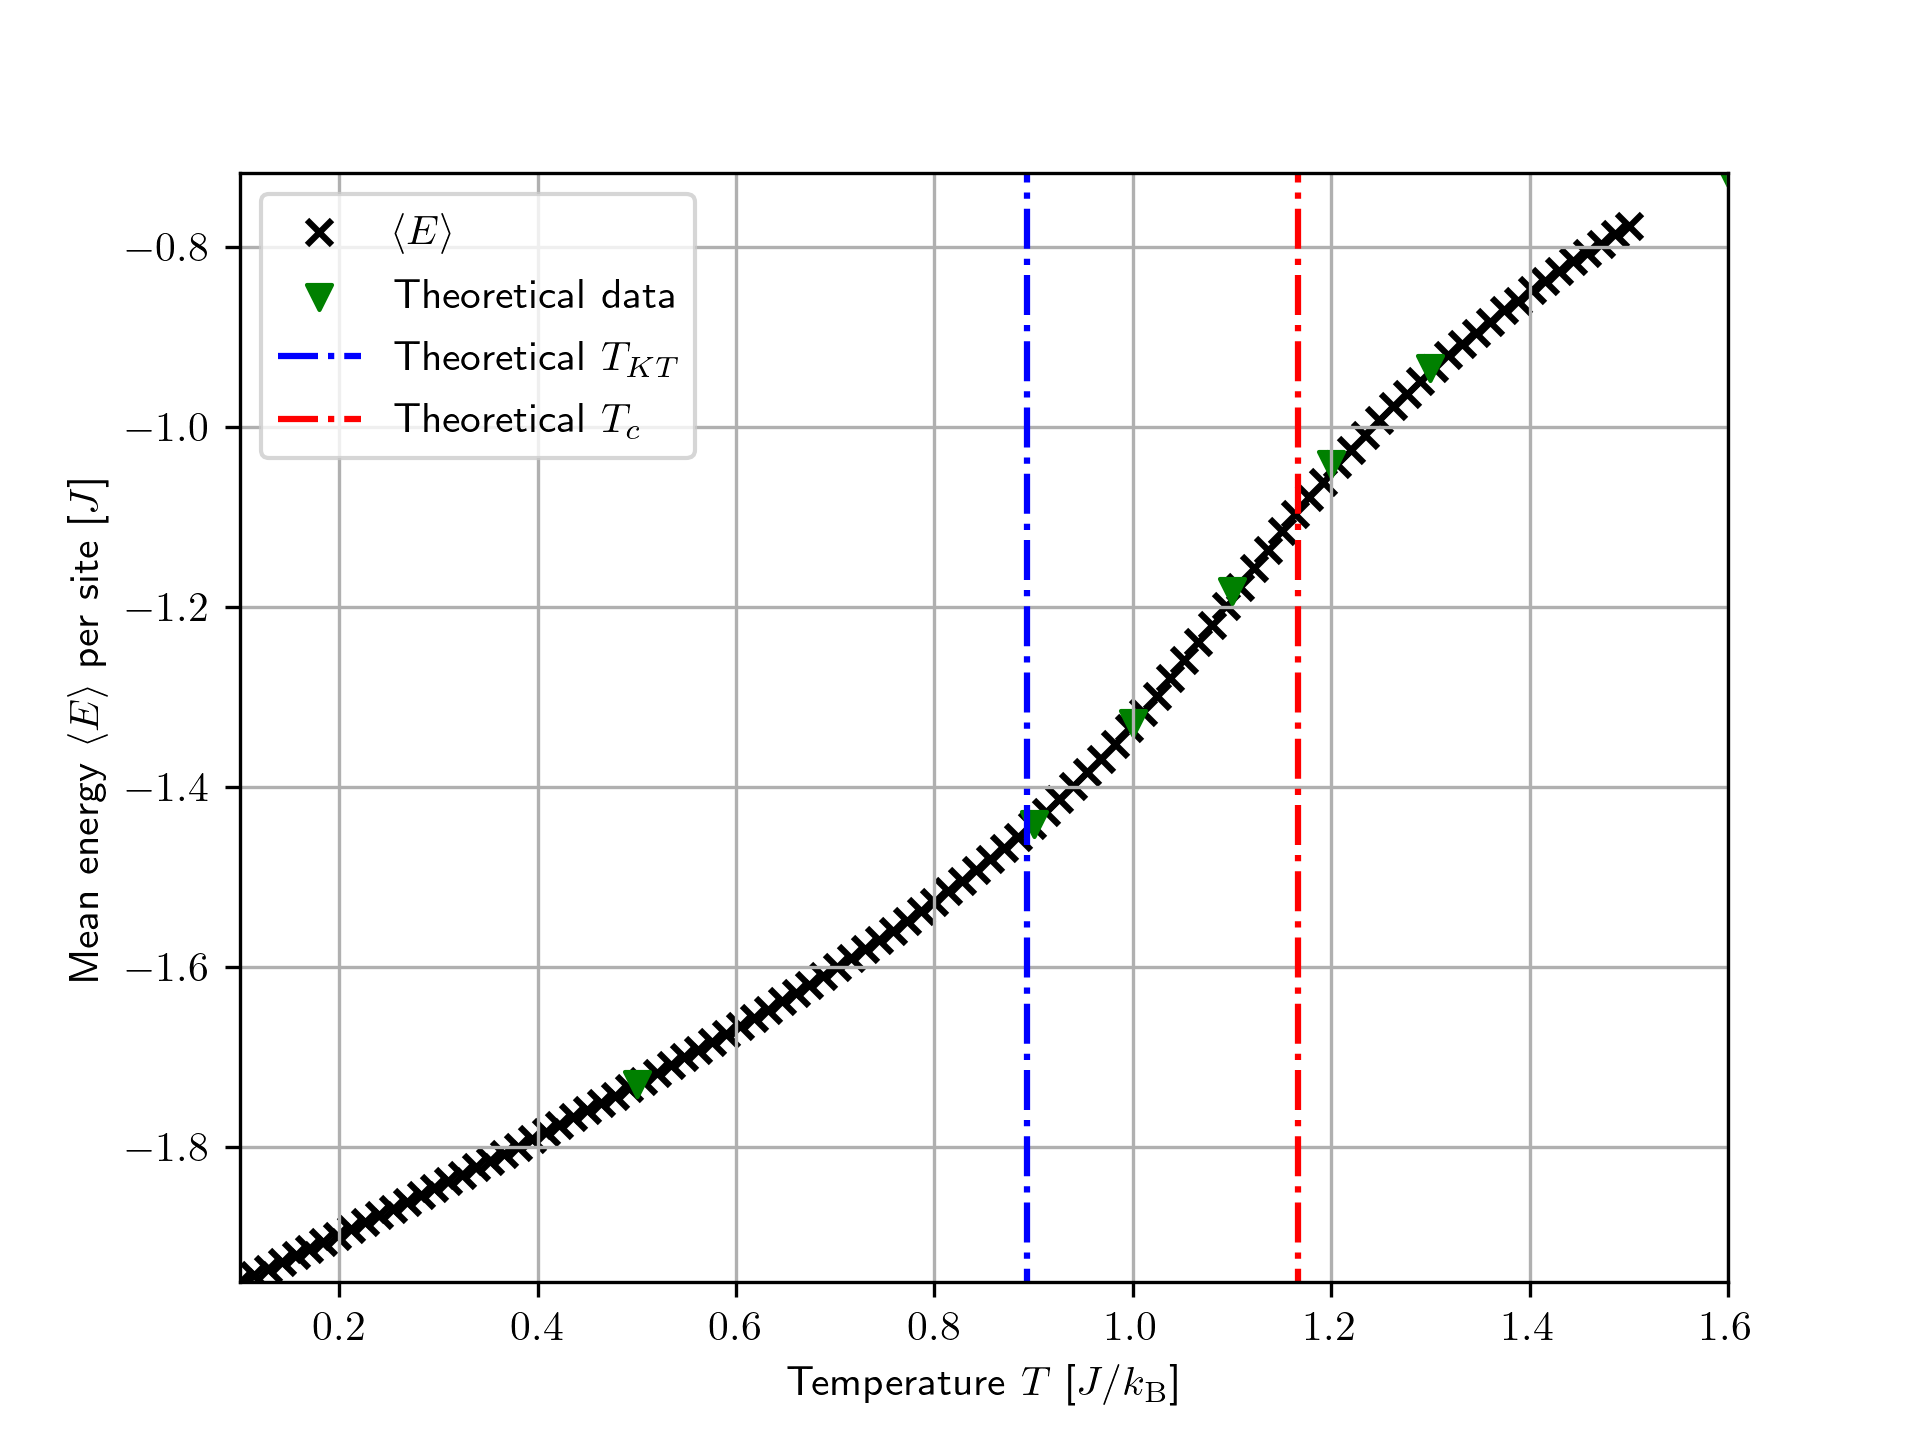 ⟨E⟩
Theoretical data
Theoretical T_{KT}
Theoretical T_c
−0.8
−1.0
−1.2
−1.4
−1.6
−1.8
Mean energy ⟨E⟩ per site [J]
0.2 0.4 0.6 0.8 1.0 1.2 1.4 1.6
Temperature T [J/k_B]